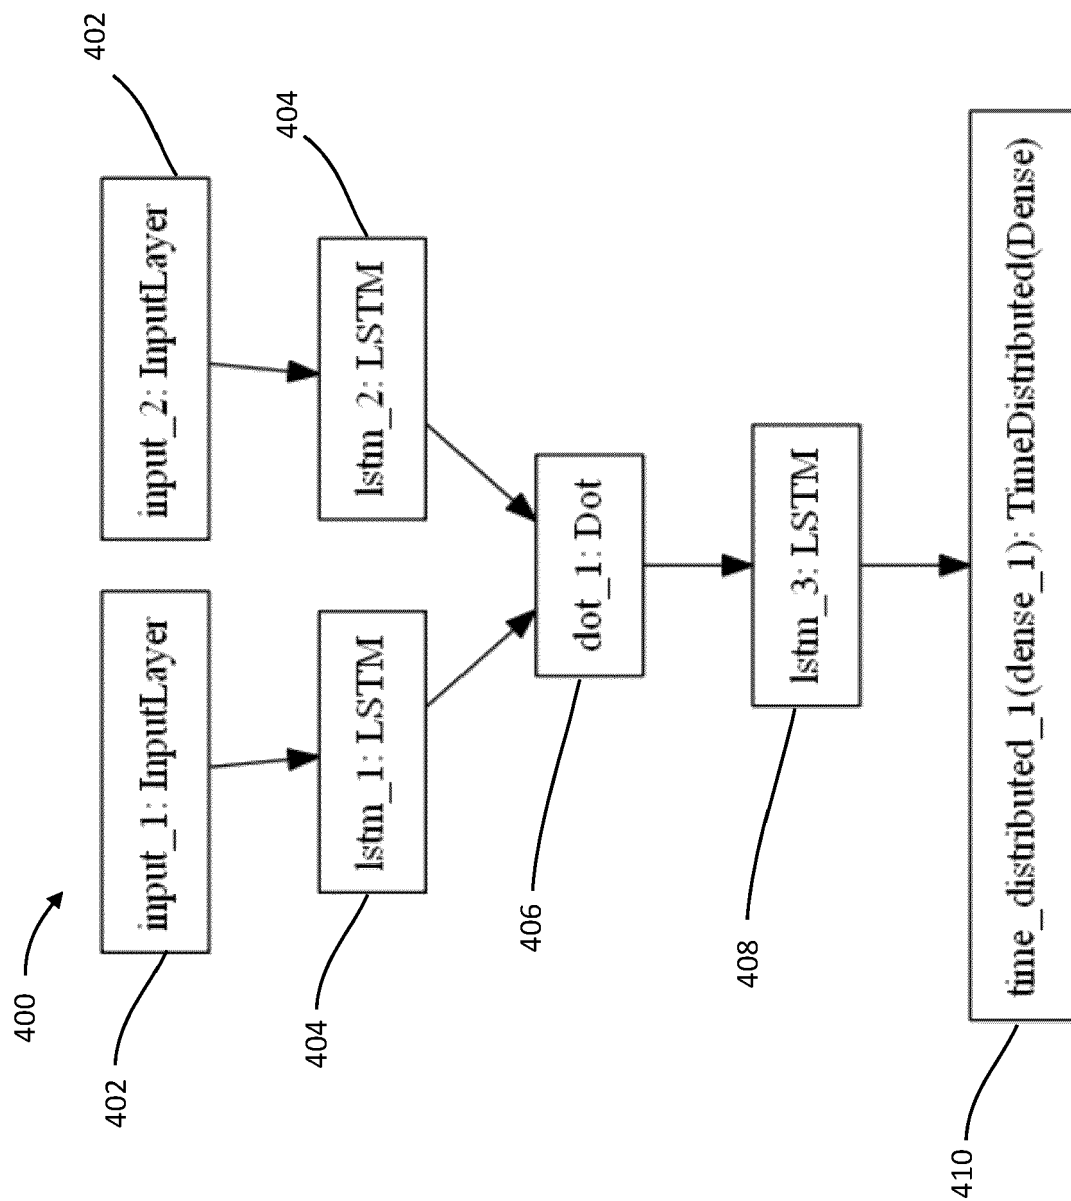 400
402
402
input_1: InputLayer
input_2: InputLayer
404
404
lstm_1: LSTM
lstm_2: LSTM
406
dot_1: Dot
408
lstm_3: LSTM
410
time_distributed_1(dense_1): TimeDistributed(Dense)